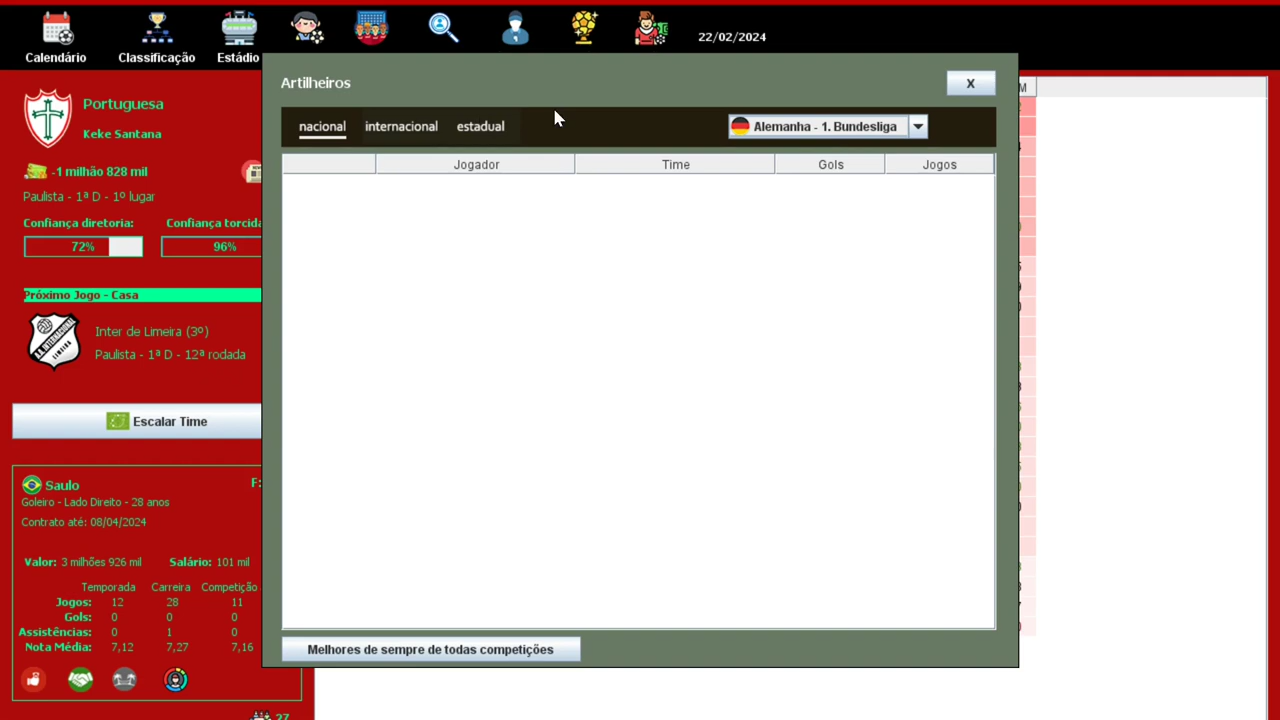 22/02/2024
Calendário Classificação Estádio
Artilheiros X
nacional internacional estadual Alemanha - 1. Bundesliga
Jogador Time Gols Jogos
Melhores de sempre de todas competições
Portuguesa
Keke Santana
-1 milhão 828 mil
Paulista - 1ª D - 1º lugar
Confiança diretoria: Confiança torcida
72% 96%
Próximo Jogo - Casa
Inter de Limeira (3º)
Paulista - 1ª D - 12ª rodada
Escalar Time
Saulo F:
Goleiro - Lado Direito - 28 anos
Contrato até: 08/04/2024
Valor: 3 milhões 926 mil Salário: 101 mil
Temporada Carreira Competição
Jogos: 12 28 11
Gols: 0 0 0
Assistências: 0 1 0
Nota Média: 7,12 7,27 7,16
27